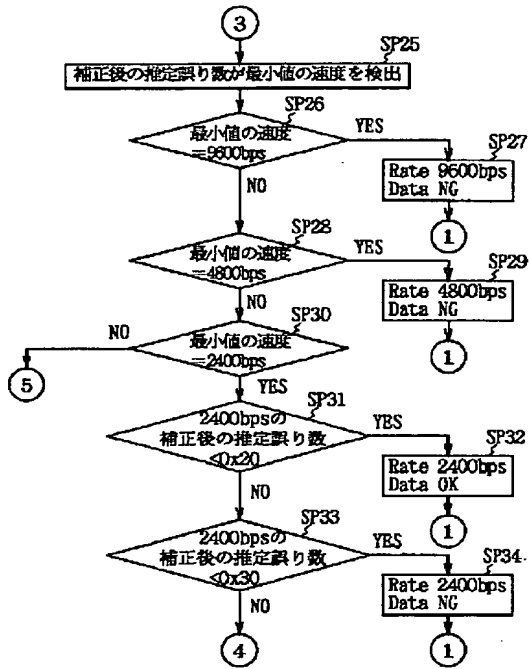 3
SP25
補正後の推定誤り数が最小値の速度を検出
SP26
最小値の速度
=9600bps
YES
NO
SP27
Rate 9600bps
Data NG
1
SP28
最小値の速度
=4800bps
YES
NO
SP29
Rate 4800bps
Data NG
1
SP30
最小値の速度
=2400bps
NO
5
YES
SP31
2400bpsの
補正後の推定誤り数
<0x20
YES
NO
SP32
Rate 2400bps
Data OK
1
SP33
2400bpsの
補正後の推定誤り数
<0x30
YES
NO
SP34
Rate 2400bps
Data NG
1
4